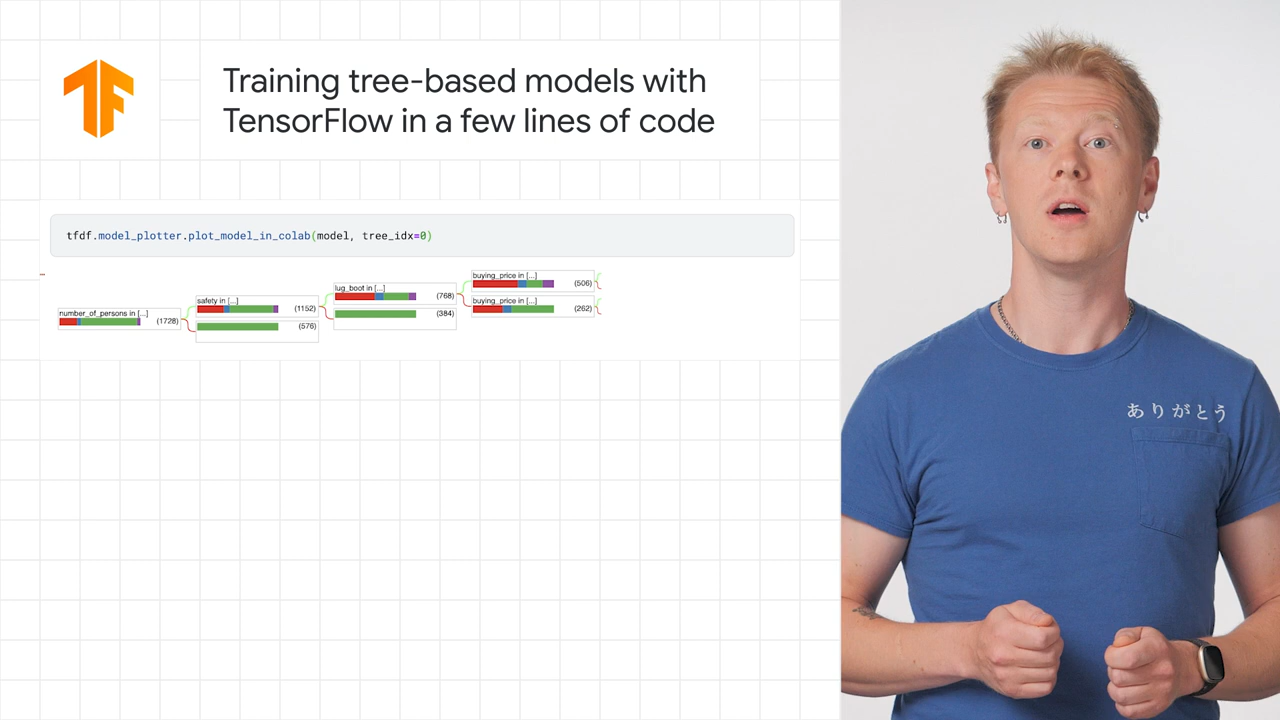 Training tree-based models with
TensorFlow in a few lines of code
tfdf.model_plotter.plot_model_in_colab(model, tree_idx=0)
number_of_persons in [...]
(1728)
safety in [...]
(1152)
(576)
lug_boot in [...]
(768)
(384)
buying_price in [...]
(506)
buying_price in [...]
(262)
ありがとう